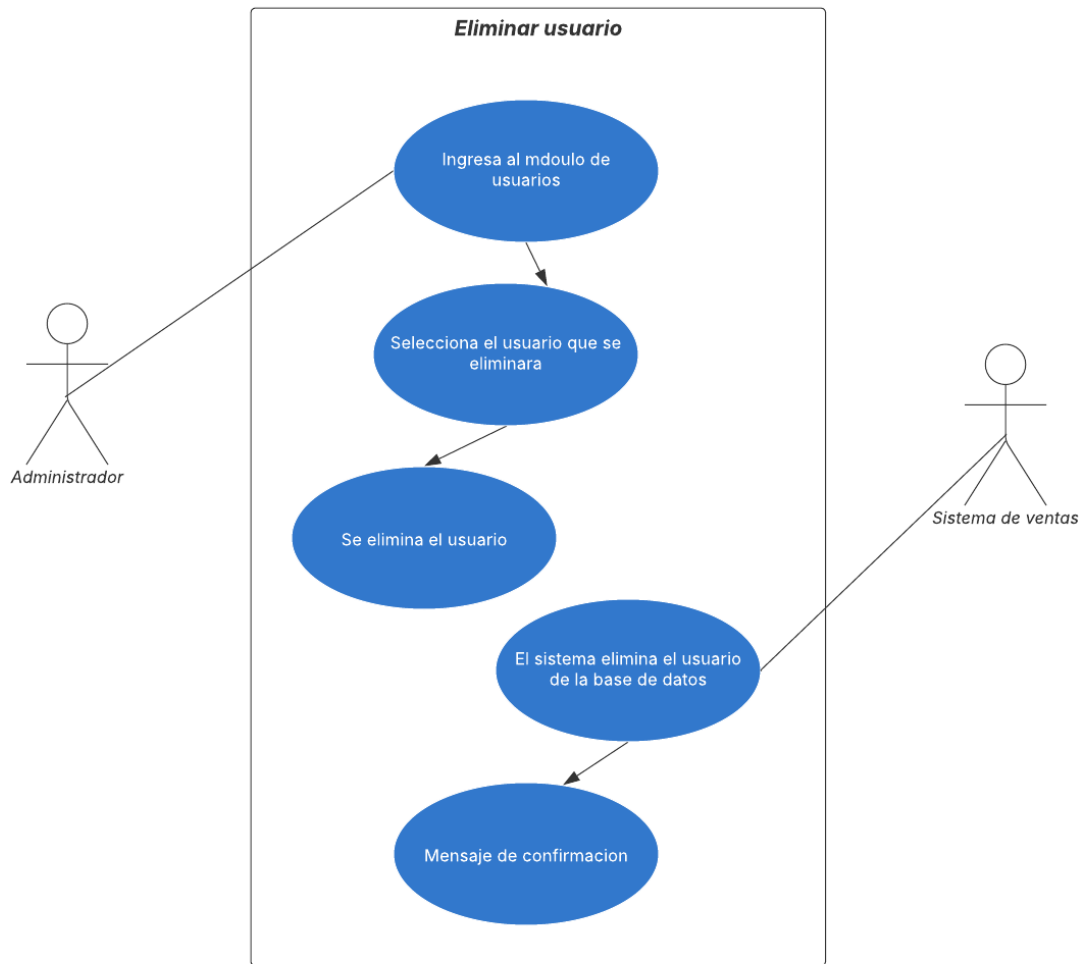 Eliminar usuario
Ingresa al mdoulo de
usuarios
Selecciona el usuario que se
eliminara
Administrador
Sistema de ventas
Se elimina el usuario
El sistema elimina el usuario
de la base de datos
Mensaje de confirmacion